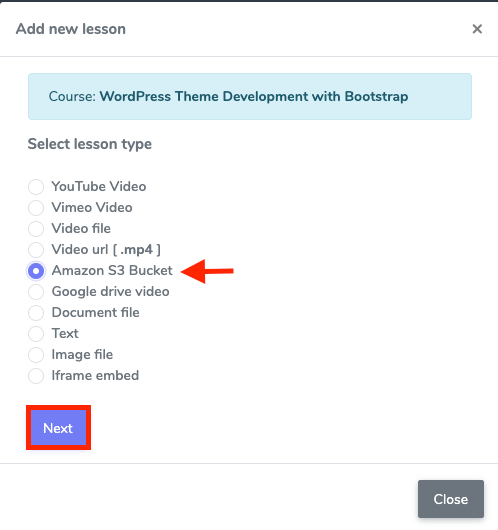 Add new lesson ×
Course: WordPress Theme Development with Bootstrap
Select lesson type
YouTube Video
Vimeo Video
Video file
Video url [ .mp4 ]
Amazon S3 Bucket
Google drive video
Document file
Text
Image file
Iframe embed
Next
Close